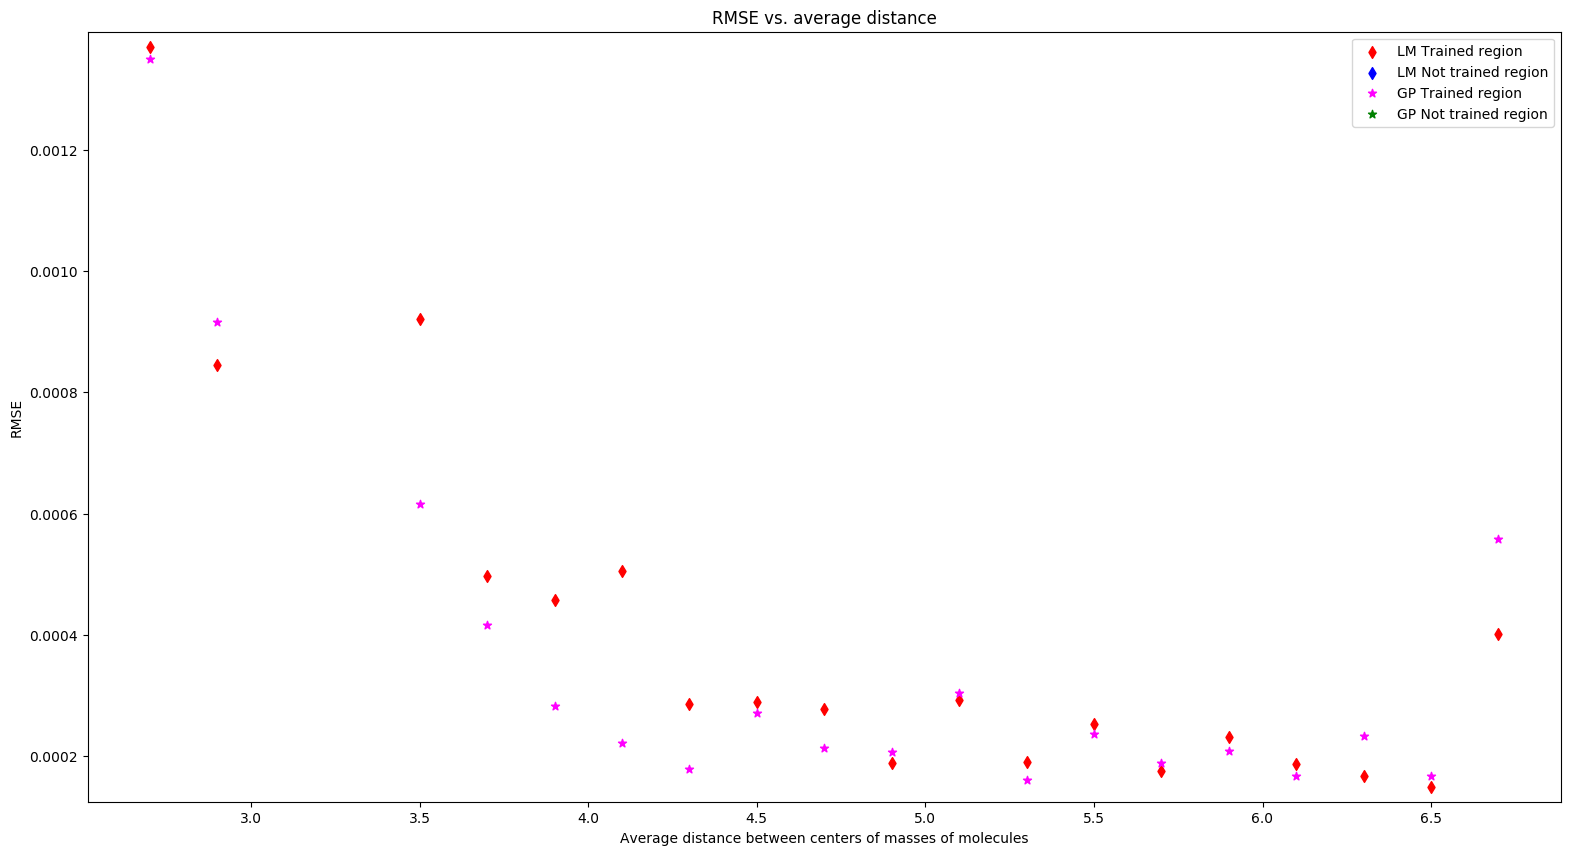 RMSE vs. average distance
LM Trained region
LM Not trained region
GP Trained region
GP Not trained region
0.0012
0.0010
0.0008
0.0006
0.0004
0.0002
RMSE
3.0 3.5 4.0 4.5 5.0 5.5 6.0 6.5
Average distance between centers of masses of molecules